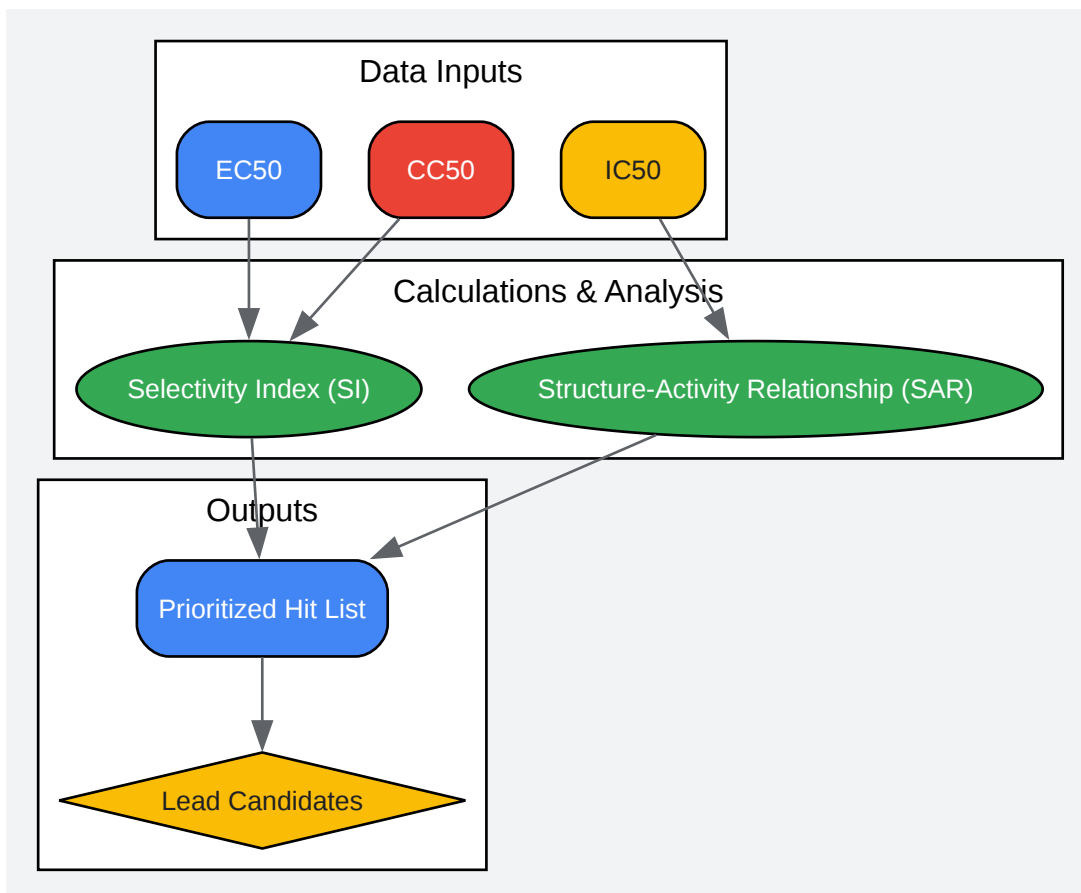 Data Inputs
EC50
CC50
IC50
Calculations & Analysis
Selectivity Index (SI)
Structure-Activity Relationship (SAR)
Outputs
Prioritized Hit List
Lead Candidates